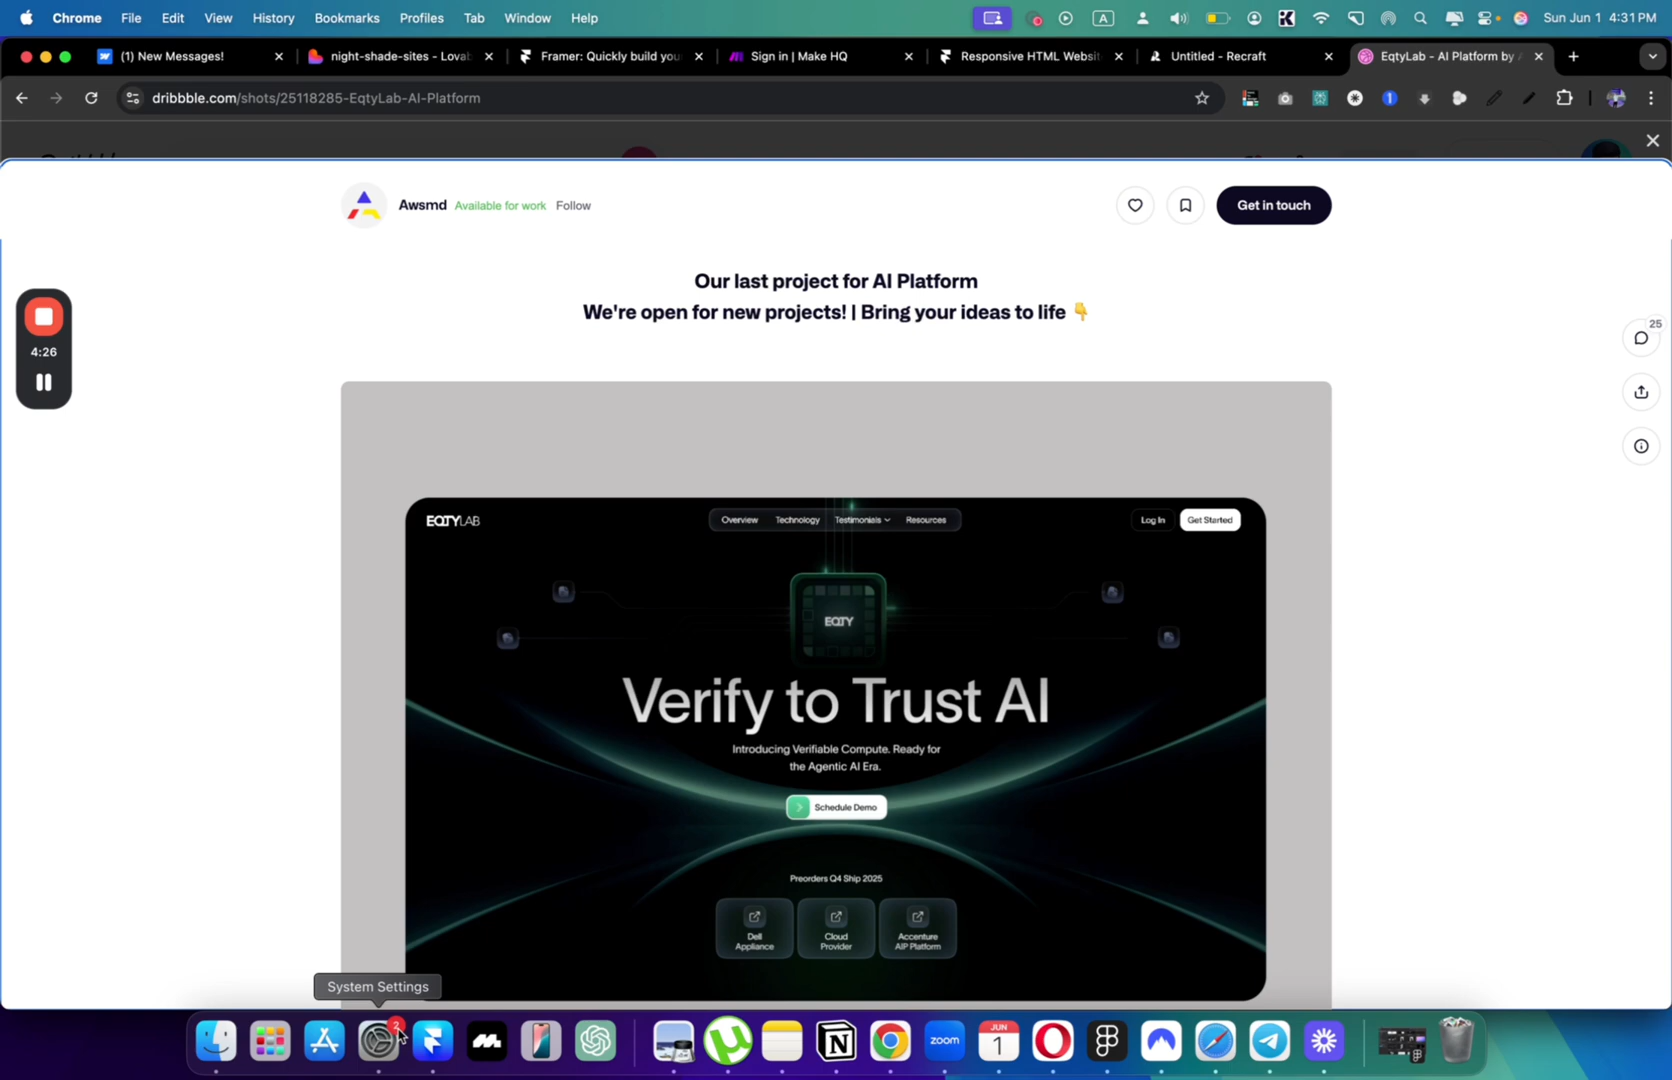 Chrome File Edit View History Bookmarks Profiles Tab Window Help A Sun Jun 1 4:31 PM
(1) New Messages! night-shade-sites - Lovab Framer: Quickly build you Sign in | Make HQ Responsive HTML Websit Untitled - Recraft EqtyLab - AI Platform by
dribbble.com/shots/25118285-EqtyLab-AI-Platform
Awsmd Available for work Follow Get in touch
Our last project for AI Platform
We're open for new projects! | Bring your ideas to life 👇
25
4:26
EQTYLAB Overview Technology Testimonials Resources Log In Get Started
EQTY
Verify to Trust AI
Introducing Verifiable Compute. Ready for
the Agentic AI Era.
Schedule Demo
Preorders Q4 Ship 2025
Dell
Appliance
Cloud
Provider
Accenture
AIP Platform
System Settings
2
zoom
JUN
1